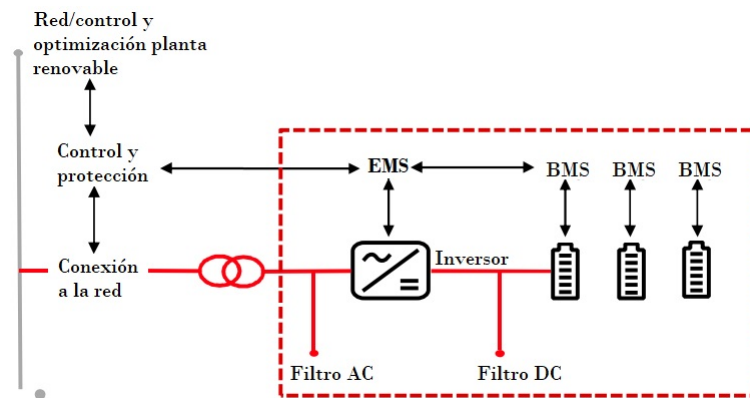 Red/control y
optimización planta
renovable
Control y
protección
EMS
BMS
BMS
BMS
Conexión
a la red
Inversor
Filtro AC
Filtro DC